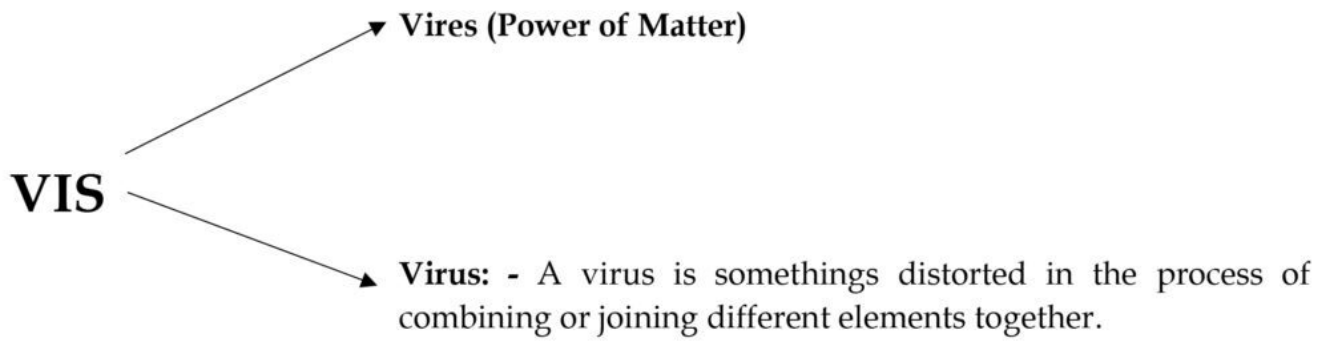 Vires (Power of Matter)
VIS
Virus: - A virus is somethings distorted in the process of
combining or joining different elements together.